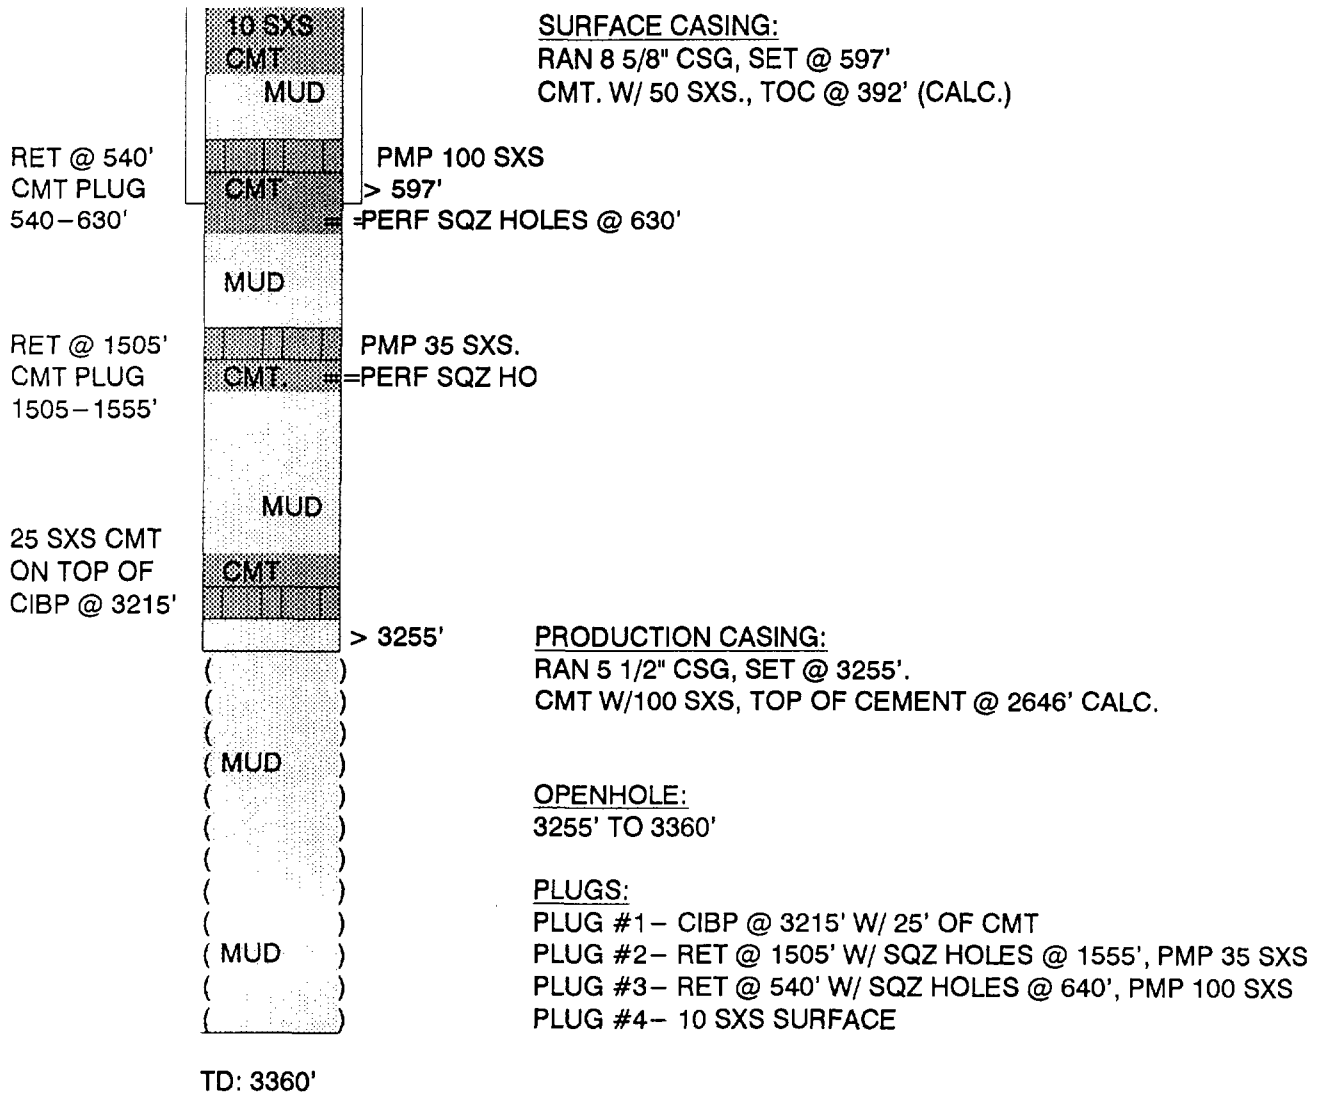 10 SXS
CMT
MUD
SURFACE CASING:
RAN 8 5/8" CSG, SET @ 597'
CMT. W/ 50 SXS., TOC @ 392' (CALC.)
RET @ 540'
CMT PLUG
540-630'
PMP 100 SXS
CMT
> 597'
=PERF SQZ HOLES @ 630'
MUD
RET @ 1505'
CMT PLUG
1505-1555'
PMP 35 SXS.
CMT.
=PERF SQZ HO
MUD
25 SXS CMT
ON TOP OF
CIBP @ 3215'
CMT
> 3255'
PRODUCTION CASING:
RAN 5 1/2" CSG, SET @ 3255'.
CMT W/100 SXS, TOP OF CEMENT @ 2646' CALC.
MUD
OPENHOLE:
3255' TO 3360'
MUD
PLUGS:
PLUG #1- CIBP @ 3215' W/ 25' OF CMT
PLUG #2- RET @ 1505' W/ SQZ HOLES @ 1555', PMP 35 SXS
PLUG #3- RET @ 540' W/ SQZ HOLES @ 640', PMP 100 SXS
PLUG #4- 10 SXS SURFACE
TD: 3360'